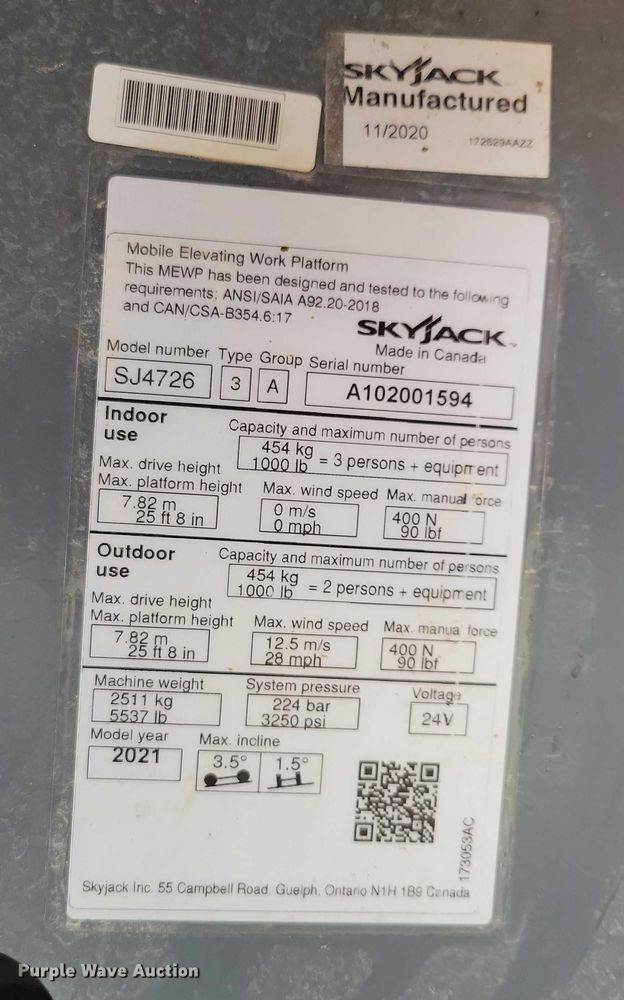 SKYJACK
Manufactured
11/2020
172829AAZZ
Mobile Elevating Work Platform
This MEWP has been designed and tested to the following
requirements: ANSI/SAIA A92.20-2018
and CAN/CSA-B354.6:17
SKYJACK
Made in Canada
Model number Type Group Serial number
SJ4726 3 A A102001594
Indoor
use
Capacity and maximum number of persons
454 kg
1000 lb = 3 persons + equipment
Max. drive height
Max. platform height Max. wind speed Max. manual force
7.82 m 0 m/s 400 N
25 ft 8 in 0 mph 90 lbf
Outdoor
use
Capacity and maximum number of persons
454 kg
1000 lb = 2 persons + equipment
Max. drive height
Max. platform height Max. wind speed Max. manua force
7.82 m 12.5 m/s 400 N
25 ft 8 in 28 mph 90 lbf
Machine weight System pressure Voltage
2511 kg 224 bar 24V
5537 lb 3250 psi
Model year Max. incline
2021 3.5° 1.5°
173053AC
Skyjack Inc. 55 Campbell Road, Guelph, Ontario N1H 1B9 Canada
Purple Wave Auction